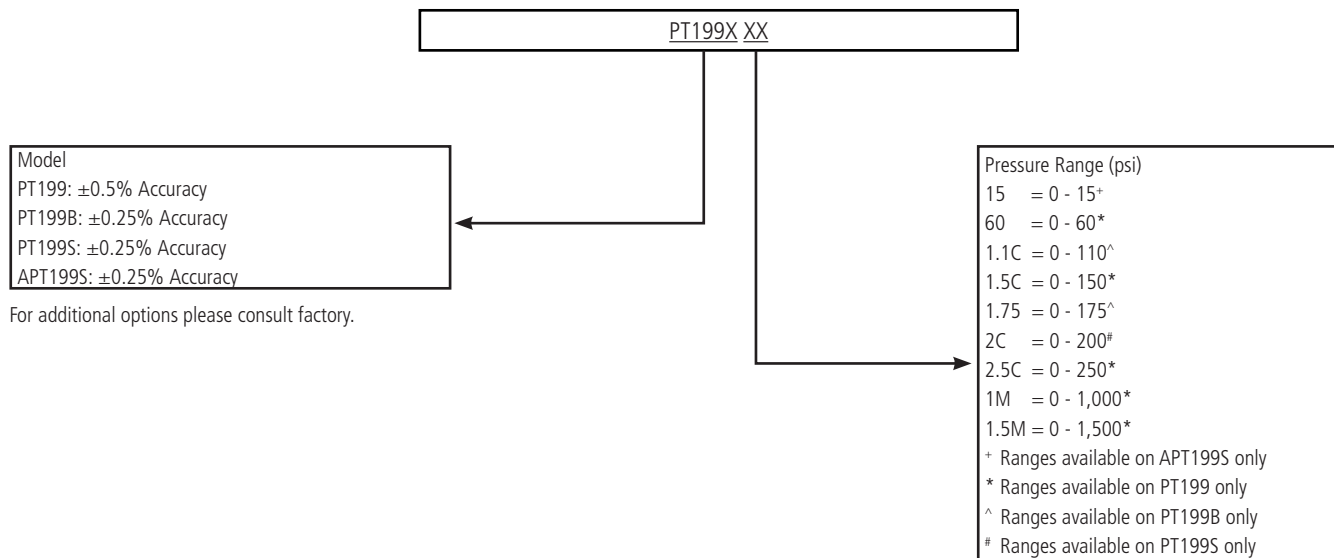 PT199X XX
Model
PT199: ±0.5% Accuracy
PT199B: ±0.25% Accuracy
PT199S: ±0.25% Accuracy
APT199S: ±0.25% Accuracy
For additional options please consult factory.
Pressure Range (psi)
15 = 0 - 15⁺
60 = 0 - 60*
1.1C = 0 - 110^
1.5C = 0 - 150*
1.75 = 0 - 175^
2C = 0 - 200#
2.5C = 0 - 250*
1M = 0 - 1,000*
1.5M = 0 - 1,500*
⁺ Ranges available on APT199S only
* Ranges available on PT199 only
^ Ranges available on PT199B only
# Ranges available on PT199S only